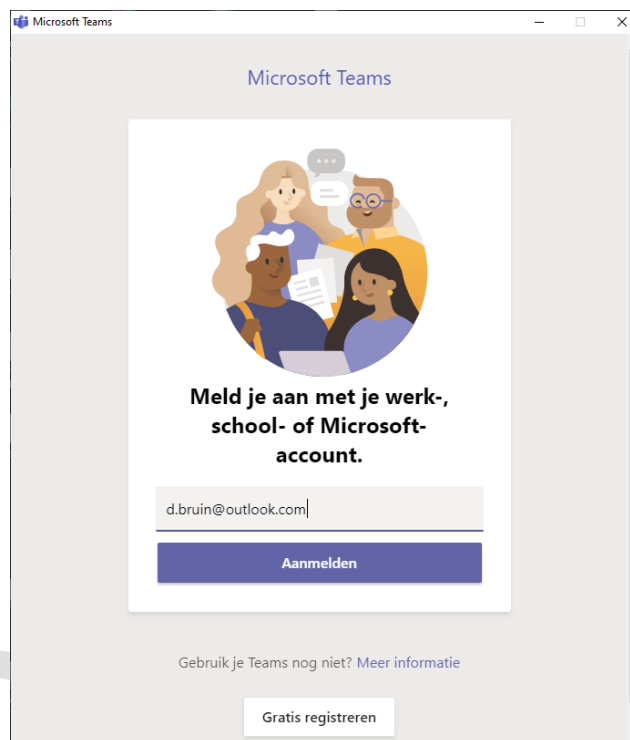 Microsoft Teams
Microsoft Teams
Meld je aan met je werk-,
school- of Microsoft-
account.
d.bruin@outlook.com
Aanmelden
Gebruik je Teams nog niet? Meer informatie
Gratis registreren